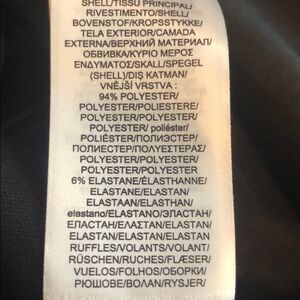 SHELL/TISSU PRINCIPAL/
RIVESTIMENTO/SHELL/
BOVENSTOF/KROPSSTYKKE/
TELA EXTERIOR/CAMADA
EXTERNA/ВЕРХНИЙ МАТЕРИАЛ/
ОБВИВКА/ΚΥΡΙΟ ΜΕΡΟΣ
ΕΝΔΥΜΑΤΟΣ/SKALL/SPEGEL
(SHELL)/DIŞ KATMAN/
VNĚJŠÍ VRSTVA :
94% POLYESTER/
POLYESTER/POLIESTERE/
POLYESTER/POLYESTER/
POLYESTER/ poliéster/
POLIÉSTER/ПОЛИЭСТЕР/
ПОЛИЕСТЕР/ΠΟΛΥΕΣΤΕΡΑΣ/
POLYESTER/POLYESTER/
POLYESTER/POLYESTER
6% ELASTANE/ÉLASTHANNE/
ELASTANE/ELASTAN/
ELASTAAN/ELASTHAN/
elastano/ELASTANO/ЭЛАСТАН/
ЕЛАСТАН/ΕΛΑΣΤΑΝ/ELASTAN/
ELASTAN/ELASTAN/ELASTAN
RUFFLES/VOLANTS/VOLANT/
RÜSCHEN/RUCHES/FLÆSER/
VUELOS/FOLHOS/ОБОРКИ/
РЮШОВЕ/ВОЛАН/RYSJER/